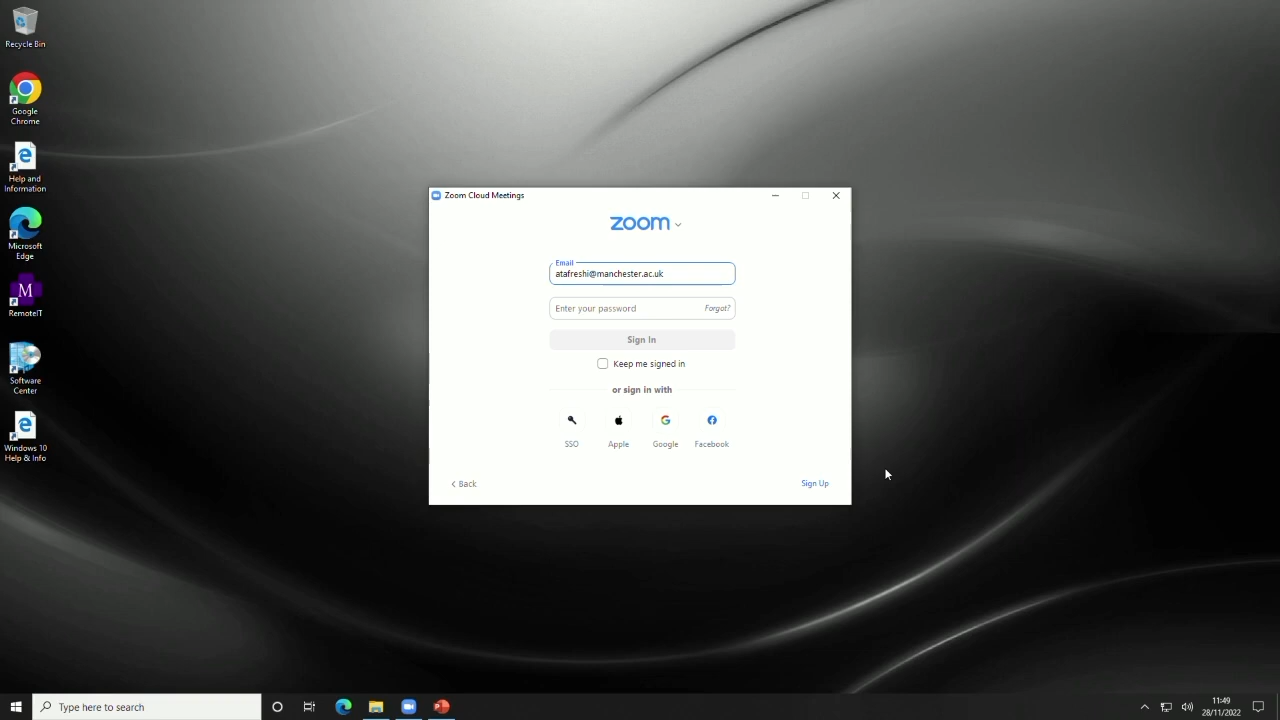 Recycle Bin
Google
Chrome
Help and
Information
Microsoft
Edge
M
RemoteIT
Software
Center
Windows 10
Help & Info
Zoom Cloud Meetings
zoom
Email
atafreshi@manchester.ac.uk
Enter your password
Forgot?
Sign In
Keep me signed in
or sign in with
SSO
Apple
Google
Facebook
Back
Sign Up
Type here to search
11:49
28/11/2022